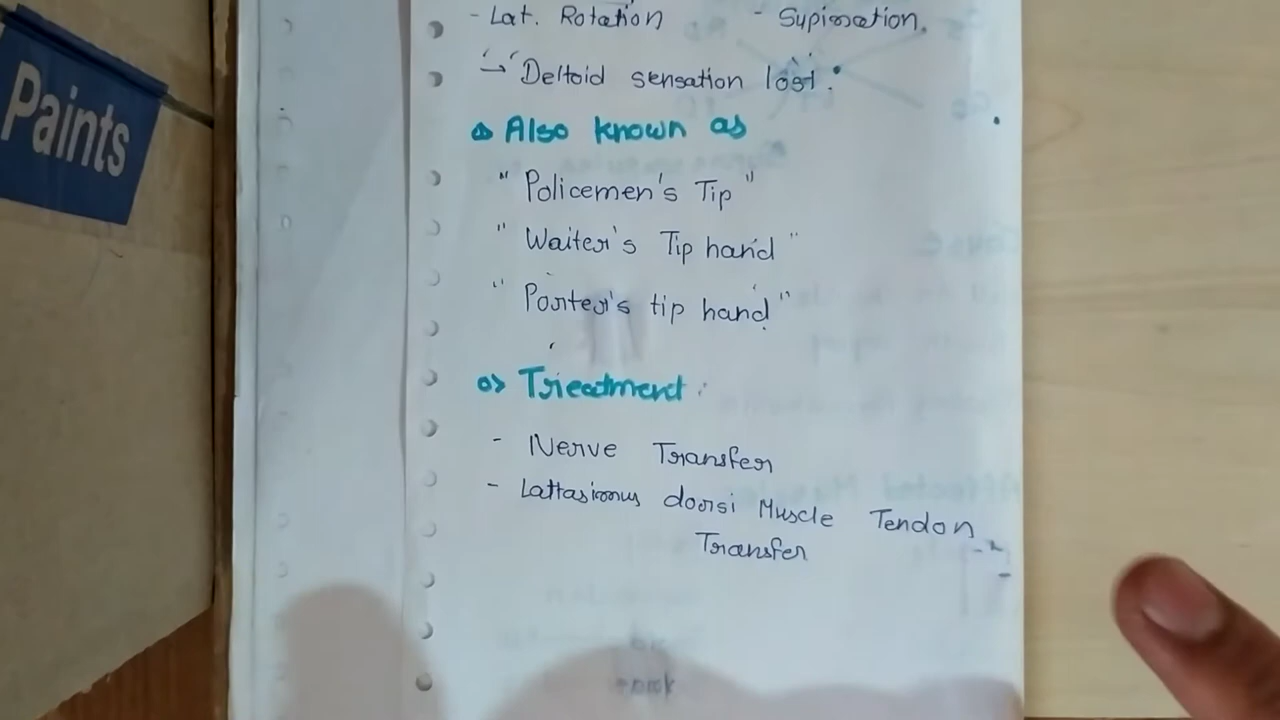 Paints
- Lat. Rotation - Supination.
→ Deltoid sensation lost.
Also known as
" Policemen's Tip "
" Waiter's Tip hand "
" Porter's tip hand "
Treatment:
- Nerve Transfer
- Lattasimus dorsi Muscle Tendon
Transfer